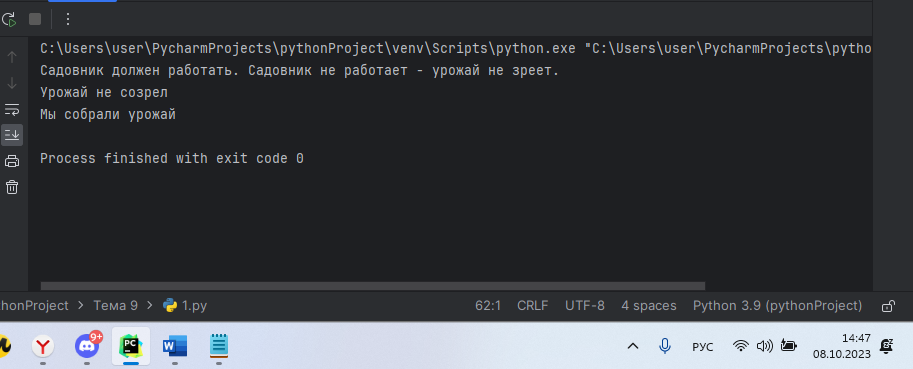 C:\Users\user\PycharmProjects\pythonProject\venv\Scripts\python.exe "C:\Users\user\PycharmProjects\pytho
Садовник должен работать. Садовник не работает - урожай не зреет.
Урожай не созрел
Мы собрали урожай
Process finished with exit code 0
honProject > Тема 9 > 1.py 62:1 CRLF UTF-8 4 spaces Python 3.9 (pythonProject)
Y 9+ PC W РУС 14:47
08.10.2023